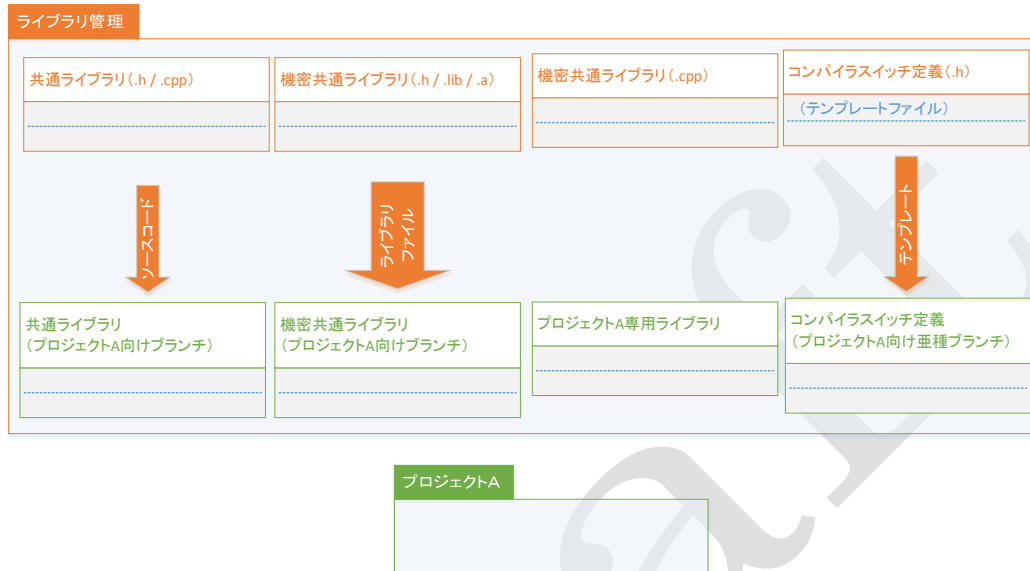 ライブラリ管理
共通ライブラリ(.h / .cpp)
機密共通ライブラリ(.h / .lib / .a)
機密共通ライブラリ(.cpp)
コンパイラスイッチ定義(.h)
(テンプレートファイル)
ソースコード
ライブラリ
ファイル
テンプレート
共通ライブラリ
(プロジェクトA向けブランチ)
機密共通ライブラリ
(プロジェクトA向けブランチ)
プロジェクトA専用ライブラリ
コンパイラスイッチ定義
(プロジェクトA向け亜種ブランチ)
プロジェクトA